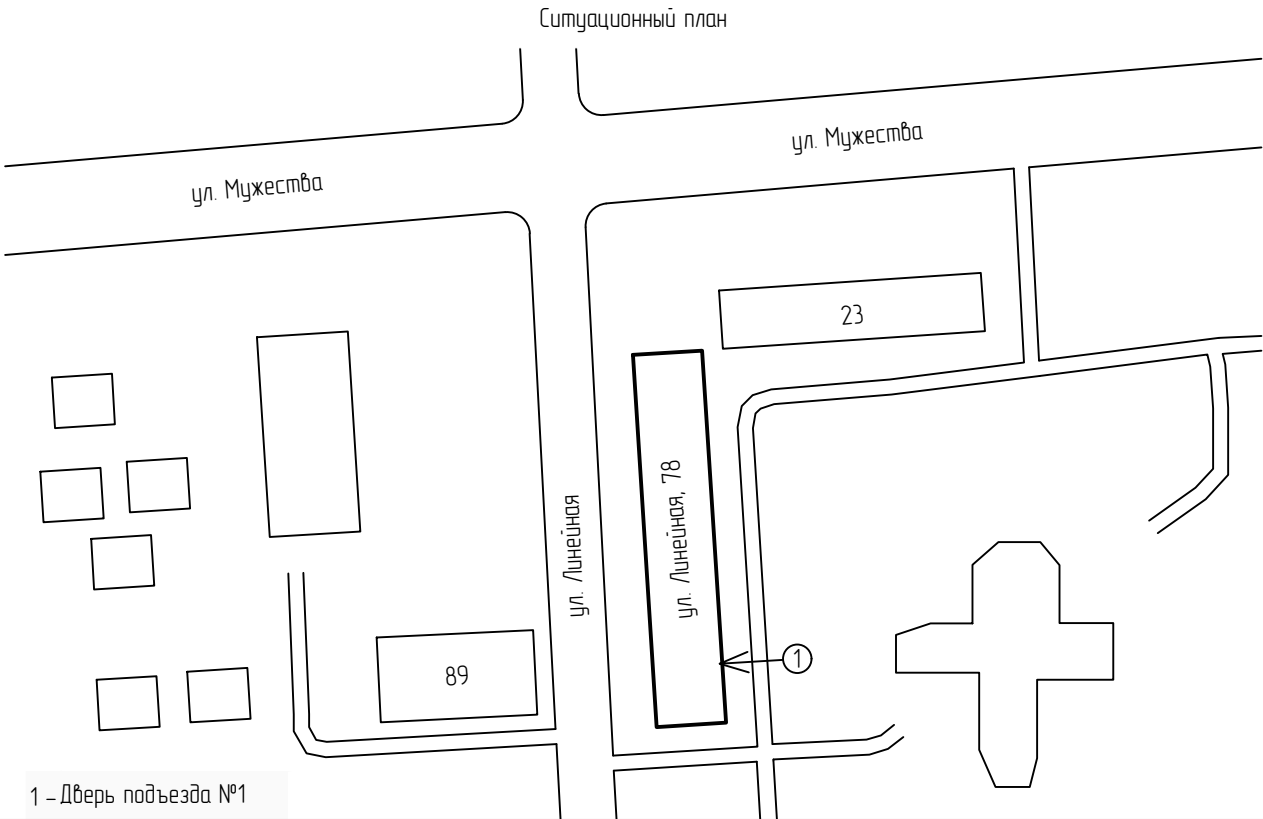 Ситуационный план
ул. Мужества
ул. Мужества
23
ул. Линейная
ул. Линейная, 78
89
1
1 – Дверь подъезда №1